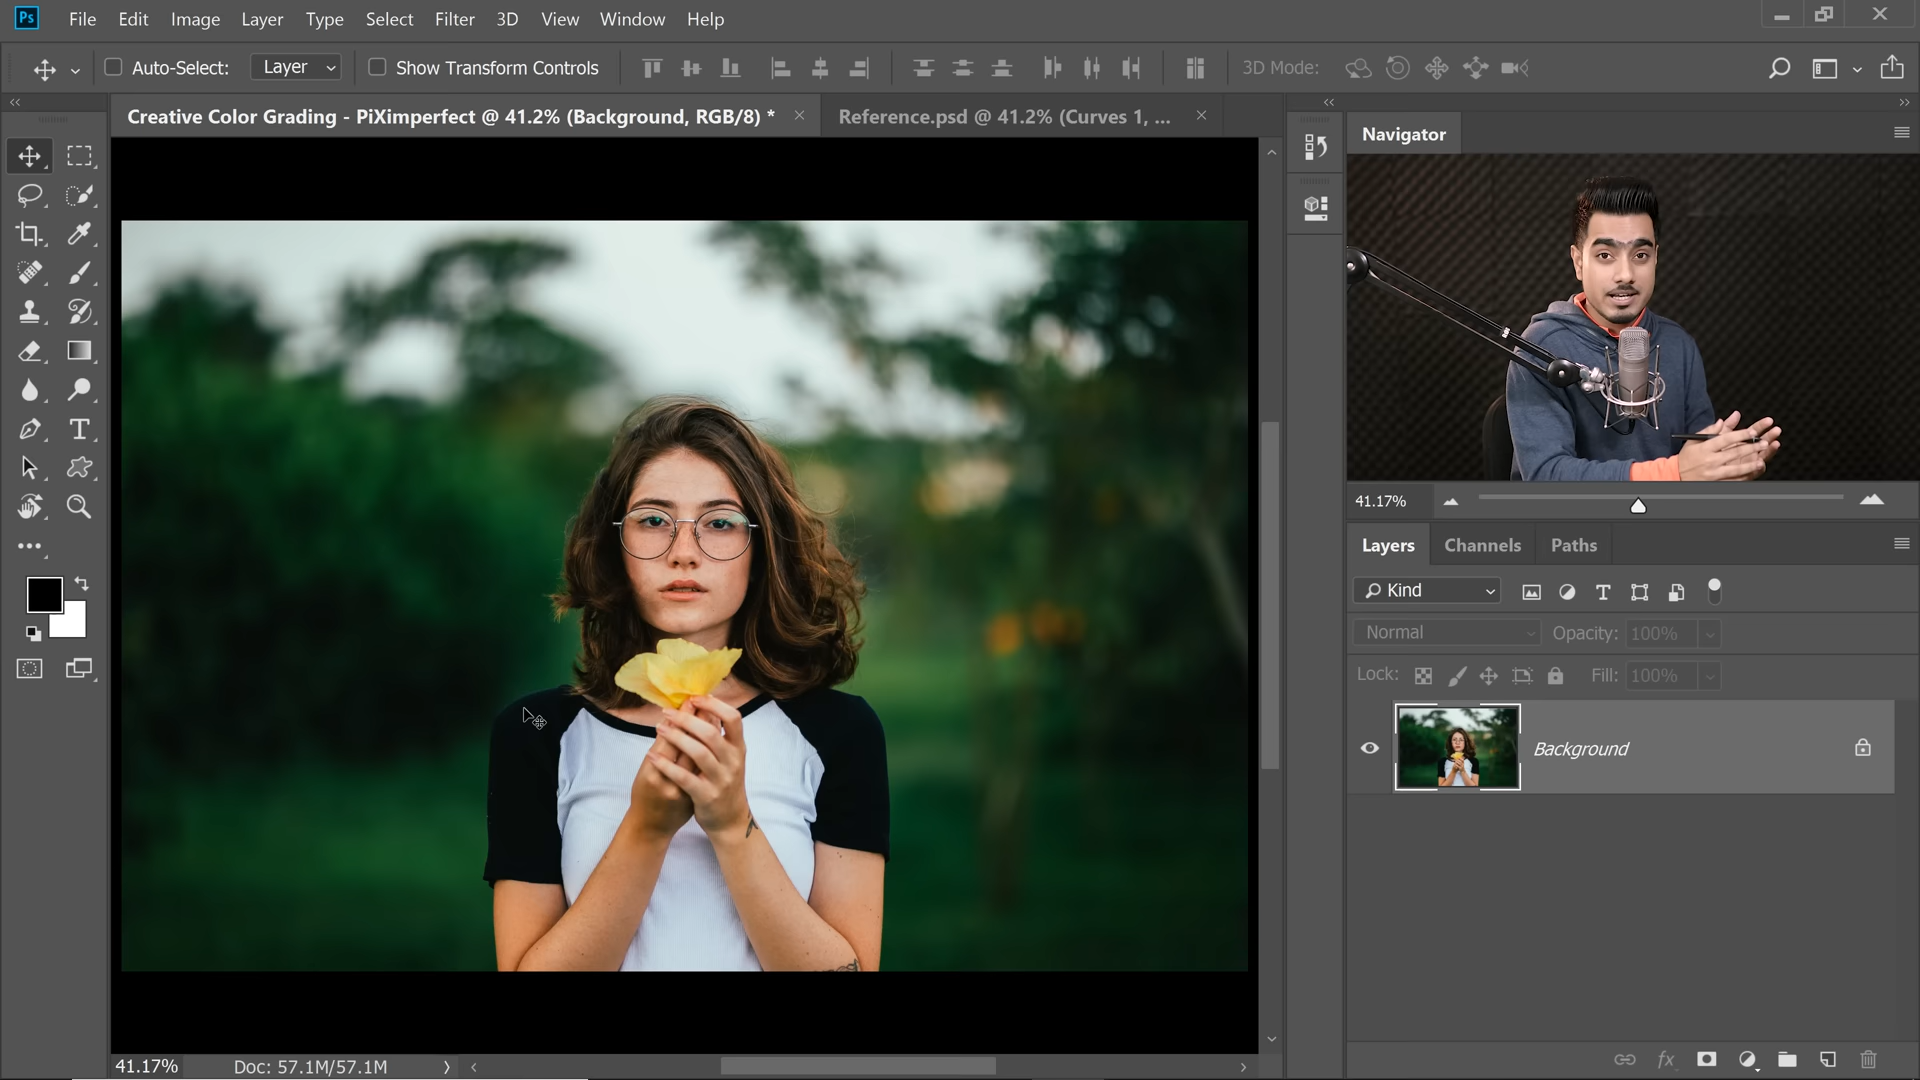 Ps File Edit Image Layer Type Select Filter 3D View Window Help
Auto-Select: Layer Show Transform Controls 3D Mode:
Creative Color Grading - PiXimperfect @ 41.2% (Background, RGB/8) * Reference.psd @ 41.2% (Curves 1, ...
Navigator
41.17%
Layers Channels Paths
Kind
Normal Opacity: 100%
Lock: Fill: 100%
Background
fx
41.17% Doc: 57.1M/57.1M